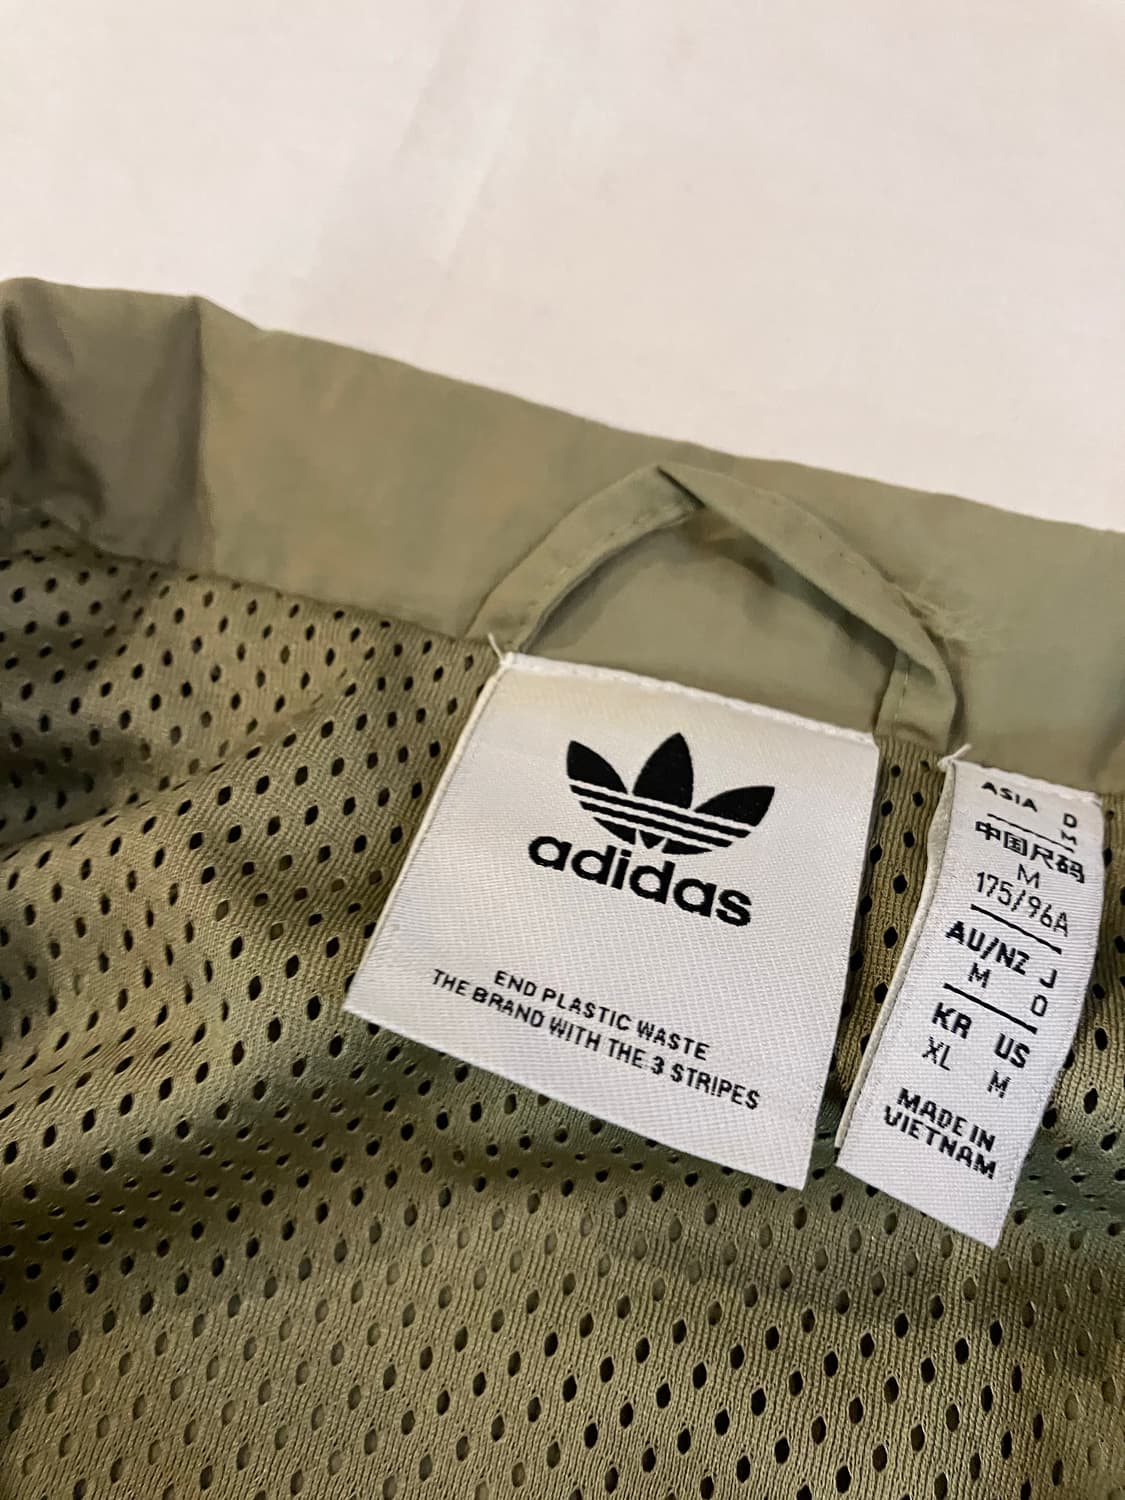 adidas
END PLASTIC WASTE
THE BRAND WITH THE 3 STRIPES
ASIA D
M
中国尺码
M
175/96A
AU/NZ J
M O
KR US
XL M
MADE IN
VIETNAM